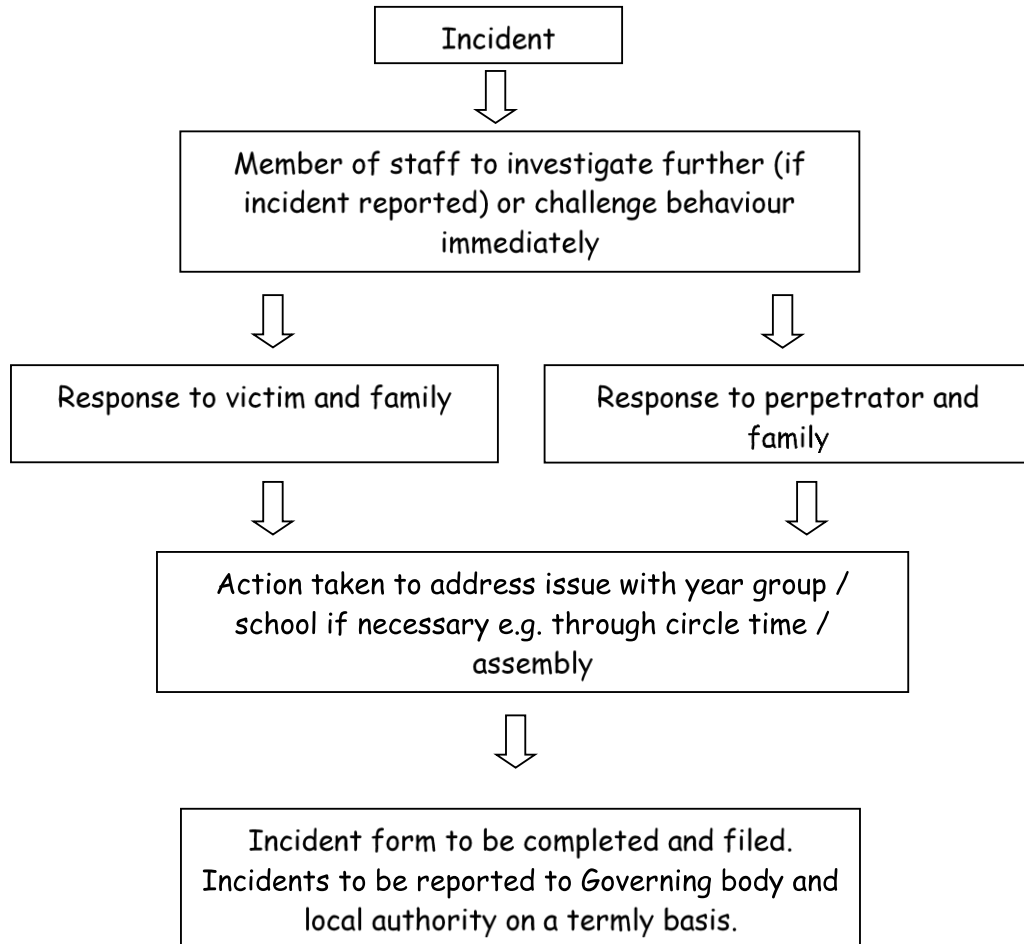 Incident
Member of staff to investigate further (if
incident reported) or challenge behaviour
immediately
Response to victim and family
Response to perpetrator and
family
Action taken to address issue with year group /
school if necessary e.g. through circle time /
assembly
Incident form to be completed and filed.
Incidents to be reported to Governing body and
local authority on a termly basis.